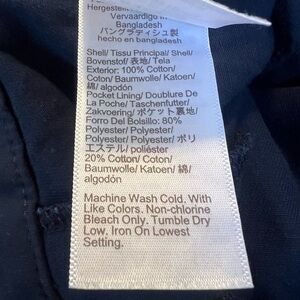 Hergestellt
Vervaardigd in
Bangladesh
バングラディシュ製
hecho en bangladesh
Shell/ Tissu Principal/ Shell/
Bovenstof/ 表地/ Tela
Exterior: 100% Cotton/
Coton/ Baumwolle/ Katoen/
綿/ algodón
Pocket Lining/ Doublure De
La Poche/ Taschenfutter/
Zakvoering/ ポケット裏地/
Forro Del Bolsillo: 80%
Polyester/ Polyester/
Polyester/ Polyester/ ポリ
エステル/ poliéster
20% Cotton/ Coton/
Baumwolle/ Katoen/ 綿/
algodón
Machine Wash Cold. With
Like Colors. Non-chlorine
Bleach Only. Tumble Dry
Low. Iron On Lowest
Setting.